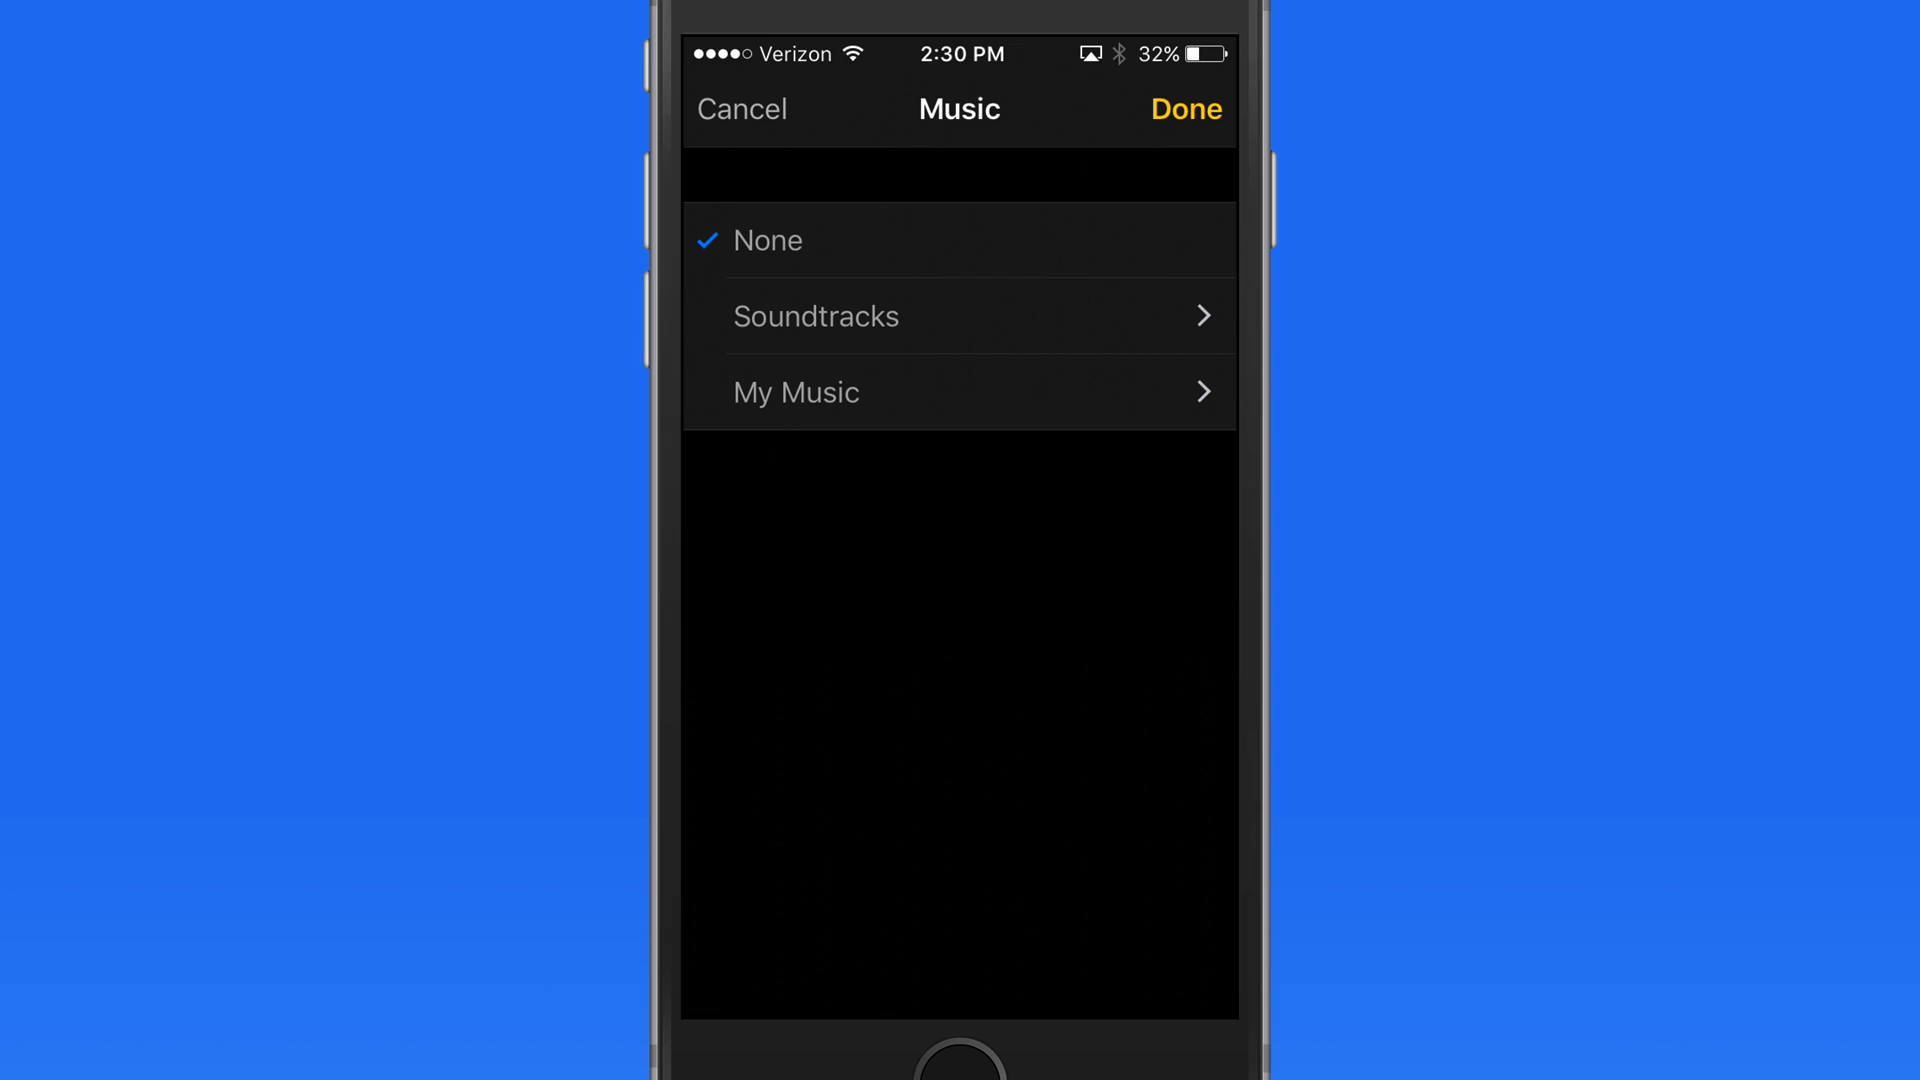 Verizon 2:30 PM 32%
Cancel Music Done
None
Soundtracks
My Music